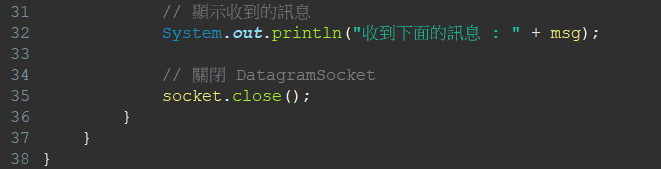 31            // 顯示收到的訊息
32            System.out.println("收到下面的訊息 : " + msg);
33
34            // 關閉 DatagramSocket
35            socket.close();
36        }
37    }
38 }